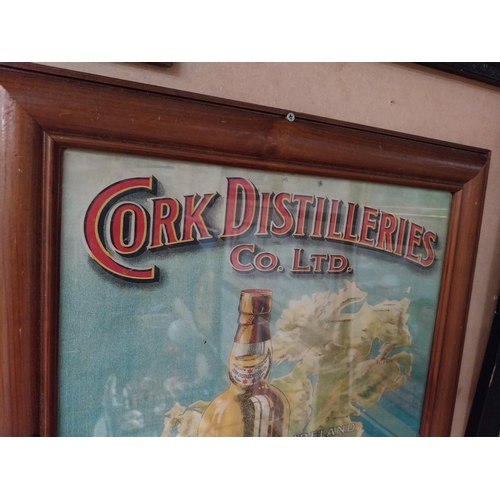 CORK DISTILLERIES
CO. LTD.
IRELAND